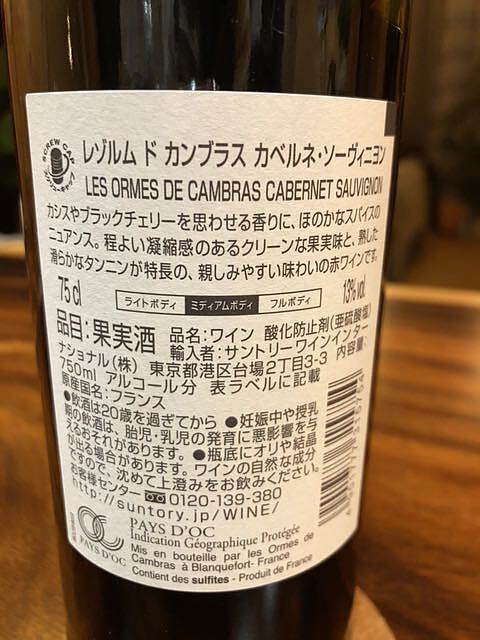 SCREW CAP
レゾルム ド カンブラス カベルネ・ソーヴィニヨン
LES ORMES DE CAMBRAS CABERNET SAUVIGNON
カシスやブラックチェリーを思わせる香りに、ほのかなスパイスの
ニュアンス。程よい凝縮感のあるクリーンな果実味と、熟した
滑らかなタンニンが特長の、親しみやすい味わいの赤ワインです。
75 cl ライトボディ ミディアムボディ フルボディ 13% vol.
品目:果実酒 品名:ワイン 酸化防止剤(亜硫酸塩)
輸入者:サントリーワインインター
ナショナル(株) 東京都港区台場2丁目3-3 内容量:
750ml アルコール分 表ラベルに記載
原産国名:フランス
●飲酒は20歳を過ぎてから ●妊娠中や授乳
期の飲酒は、胎児・乳児の発育に悪影響を与
えるおそれがあります。●瓶底にオリや結晶
が出る場合があります。ワインの自然な成分
ですので、沈めて上澄みをお飲みください。
お客様センター 0120-139-380
http://suntory.jp/WINE/
PAYS D'OC
PAYS D'OC
Indication Géographique Protégée
Mis en bouteille par les Ormes de
Cambras à Blanquefort- France
Contient des sulfites - Produit de France